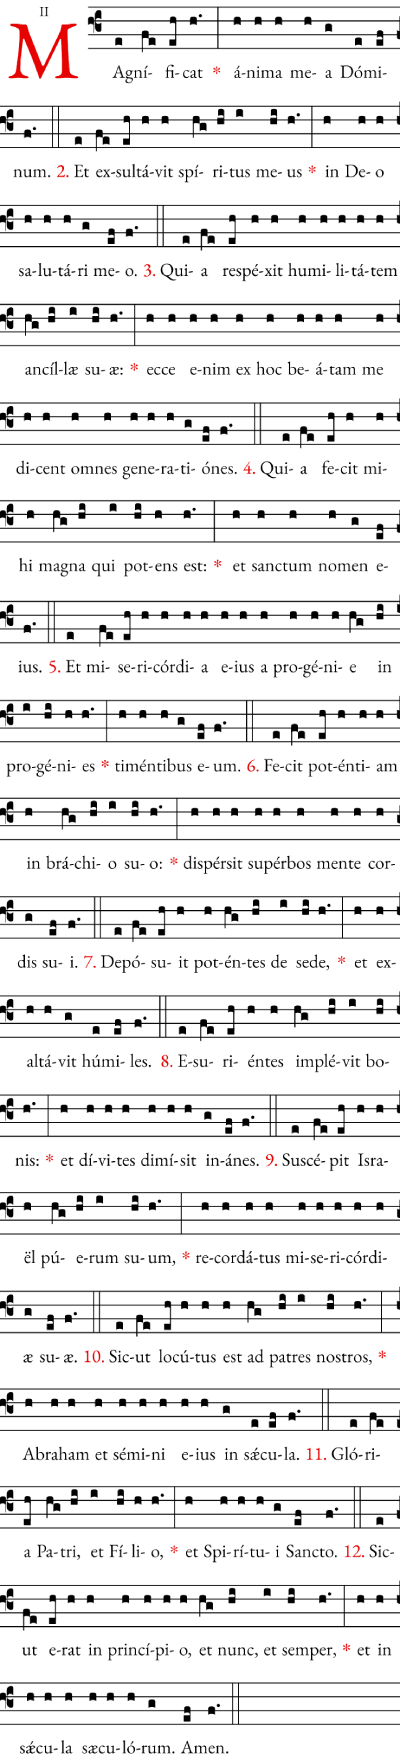 II
MAgní-fi-cat * á-ni-ma me-a Dómi-
num. 2. Et ex-sultá-vit spí-ri-tus me-us * in De-o
sa-lu-tá-ri me-o. 3. Qui-a respé-xit humi-li-tá-tem
ancíl-læ su-æ: * ecce e-nim ex hoc be-á-tam me
di-cent omnes gene-ra-ti-ónes. 4. Qui-a fe-cit mi-
hi magna qui pot-ens est: * et sanctum nomen e-
ius. 5. Et mi-se-ri-córdi-a e-ius a pro-gé-ni-e in
pro-gé-ni-es * timéntibus e-um. 6. Fe-cit pot-énti-am
in brá-chi-o su-o: * dispérsit supérbos mente cor-
dis su-i. 7. Depó-su-it pot-én-tes de sede, * et ex-
altá-vit húmi-les. 8. E-su-ri-éntes implé-vit bo-
nis: * et dí-vi-tes dimí-sit in-ánes. 9. Suscé-pit Isra-
ël pú-e-rum su-um, * re-cordá-tus mi-se-ri-córdi-
æ su-æ. 10. Sic-ut locú-tus est ad patres nostros, *
Abraham et sémi-ni e-ius in sǽcu-la. 11. Gló-ri-
a Pa-tri, et Fí-li-o, * et Spi-rí-tu-i Sancto. 12. Sic-
ut e-rat in princí-pi-o, et nunc, et semper, * et in
sǽcu-la sæcu-ló-rum. Amen.